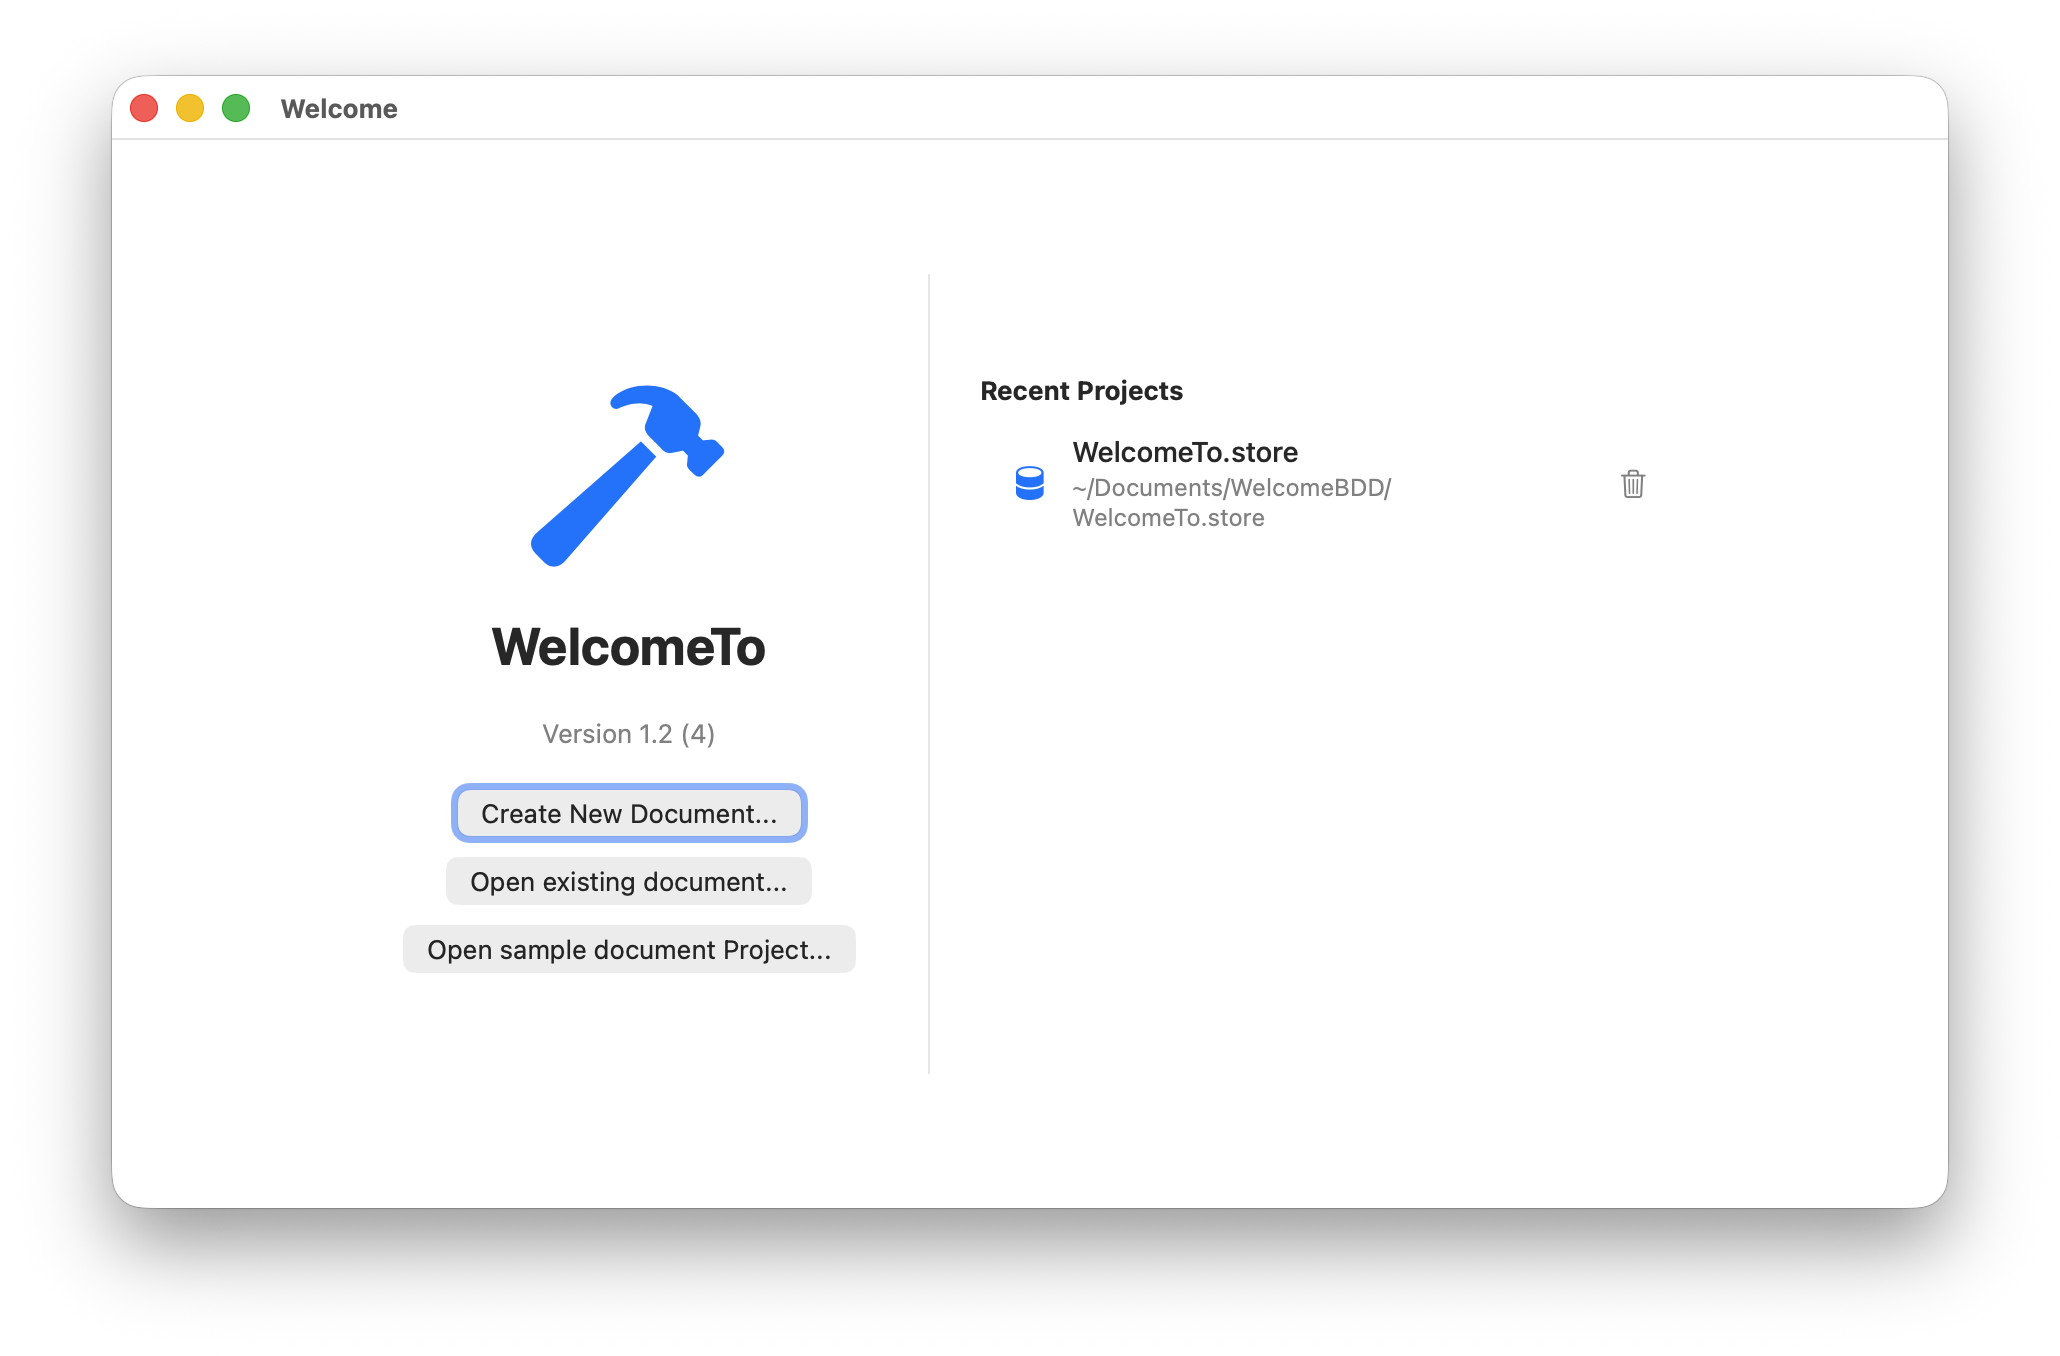 Welcome
WelcomeTo
Version 1.2 (4)
Create New Document...
Open existing document...
Open sample document Project...
Recent Projects
WelcomeTo.store
~/Documents/WelcomeBDD/
WelcomeTo.store